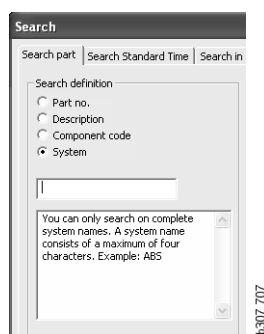 Search
Search part Search Standard Time Search in
Search definition
Part no.
Description
Component code
System
You can only search on complete
system names. A system name
consists of a maximum of four
characters. Example: ABS
b307 707